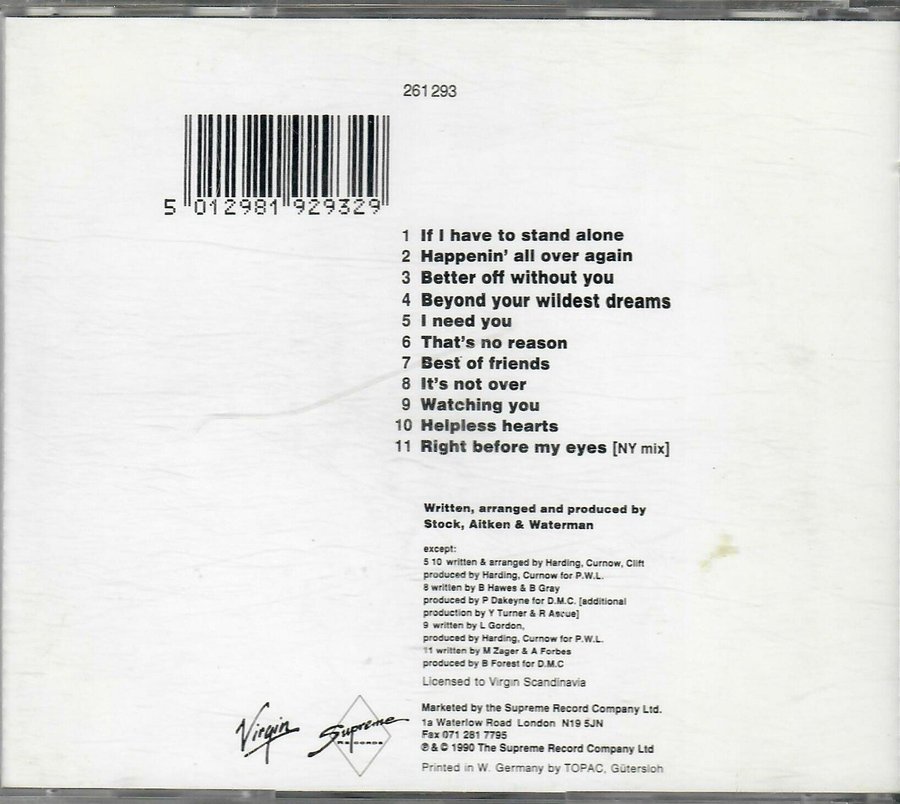 261 293
5 012981 929329
1 If I have to stand alone
2 Happenin' all over again
3 Better off without you
4 Beyond your wildest dreams
5 I need you
6 That's no reason
7 Best of friends
8 It's not over
9 Watching you
10 Helpless hearts
11 Right before my eyes [NY mix]
Written, arranged and produced by
Stock, Aitken & Waterman
except:
5 10 written & arranged by Harding, Curnow, Clift
produced by Harding, Curnow for P.W.L.
8 written by B Hawes & B Gray
produced by P Dakeyne for D.M.C. [additional
production by Y Turner & R Ascue]
9 written by L Gordon,
produced by Harding, Curnow for P.W.L.
11 written by M Zager & A Forbes
produced by B Forest for D.M.C
Licensed to Virgin Scandinavia
Virgin
Supreme
RECORDS
Marketed by the Supreme Record Company Ltd.
1a Waterlow Road London N19 5JN
Fax 071 281 7795
℗ & © 1990 The Supreme Record Company Ltd
Printed in W. Germany by TOPAC, Gütersloh